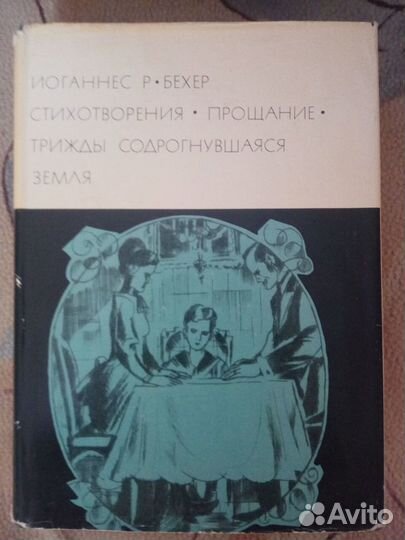 ИОГАННЕС Р • БЕХЕР
СТИХОТВОРЕНИЯ • ПРОЩАНИЕ •
ТРИЖДЫ СОДРОГНУВШАЯСЯ
ЗЕМЛЯ
Avito